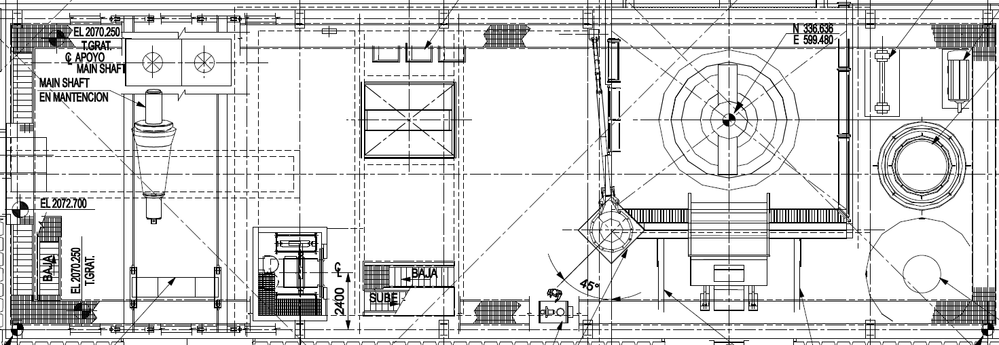 EL 2070.250
T.GRAT.
℄ APOYO
MAIN SHAFT
MAIN SHAFT
EN MANTENCION
N 336.636
E 599.480
EL 2072.700
BAJA
EL 2070.250
T.GRAT.
℄
2400
BAJA
SUBE
45°